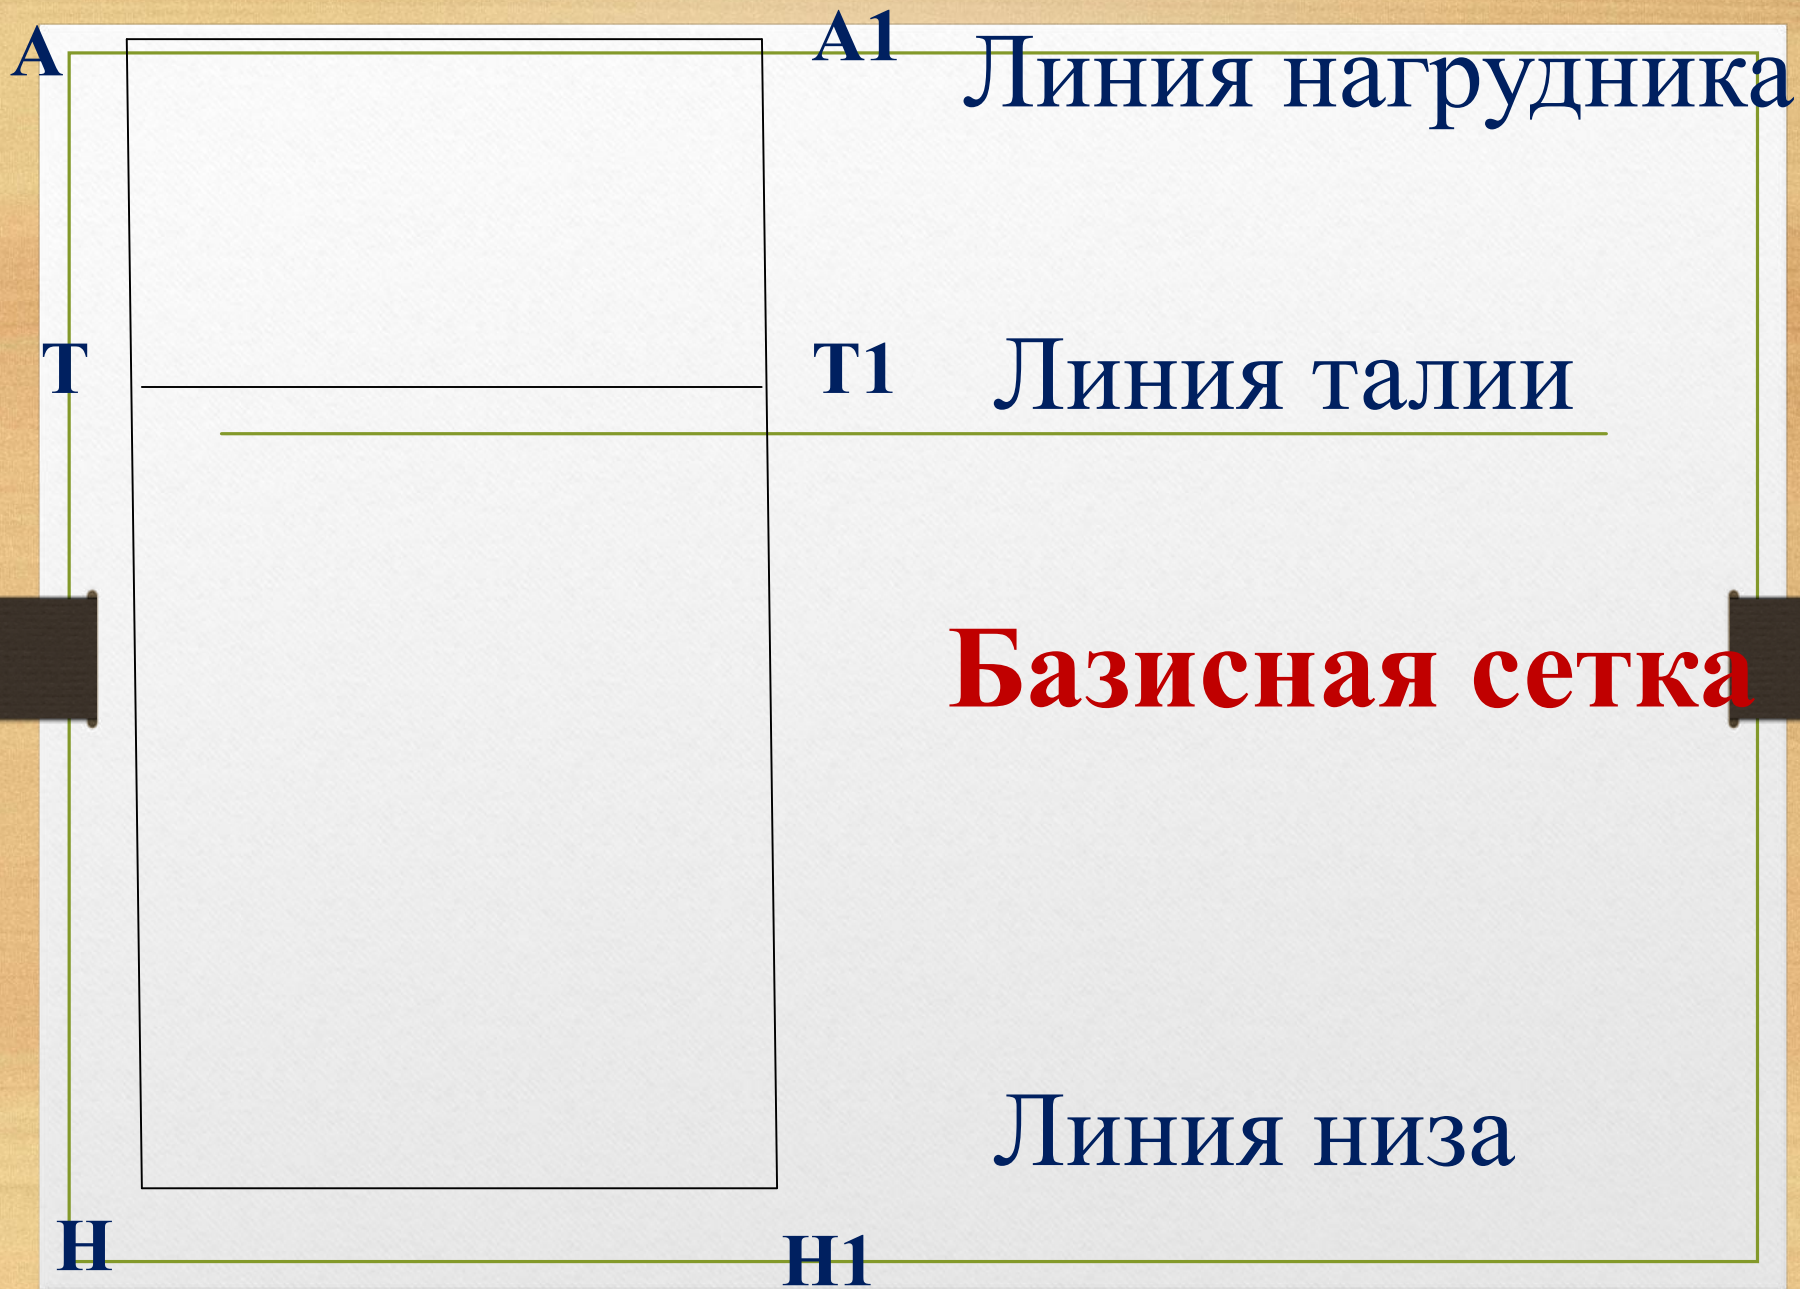 А А1 Линия нагрудника
Т Т1 Линия талии
Базисная сетка
Линия низа
Н Н1